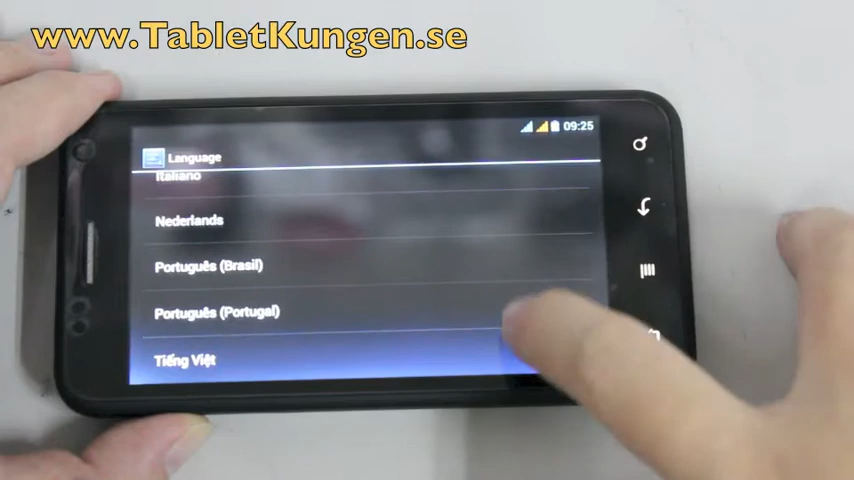 www.TabletKungen.se
09:25
Language
Italiano
Nederlands
Português (Brasil)
Português (Portugal)
Tiếng Việt